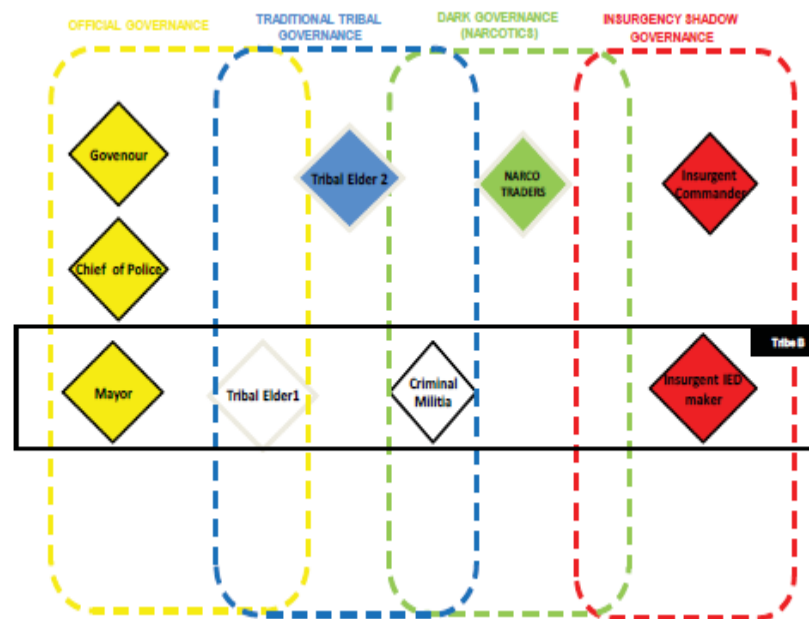 OFFICIAL GOVERNANCE
TRADITIONAL TRIBAL
GOVERNANCE
DARK GOVERNANCE
(NARCOTICS)
INSURGENCY SHADOW
GOVERNANCE
Govenour
Tribal Elder 2
NARCO
TRADERS
Insurgent
Commander
Chief of Police
Tribe B
Mayor
Tribal Elder1
Criminal
Militia
Insurgent IED
maker